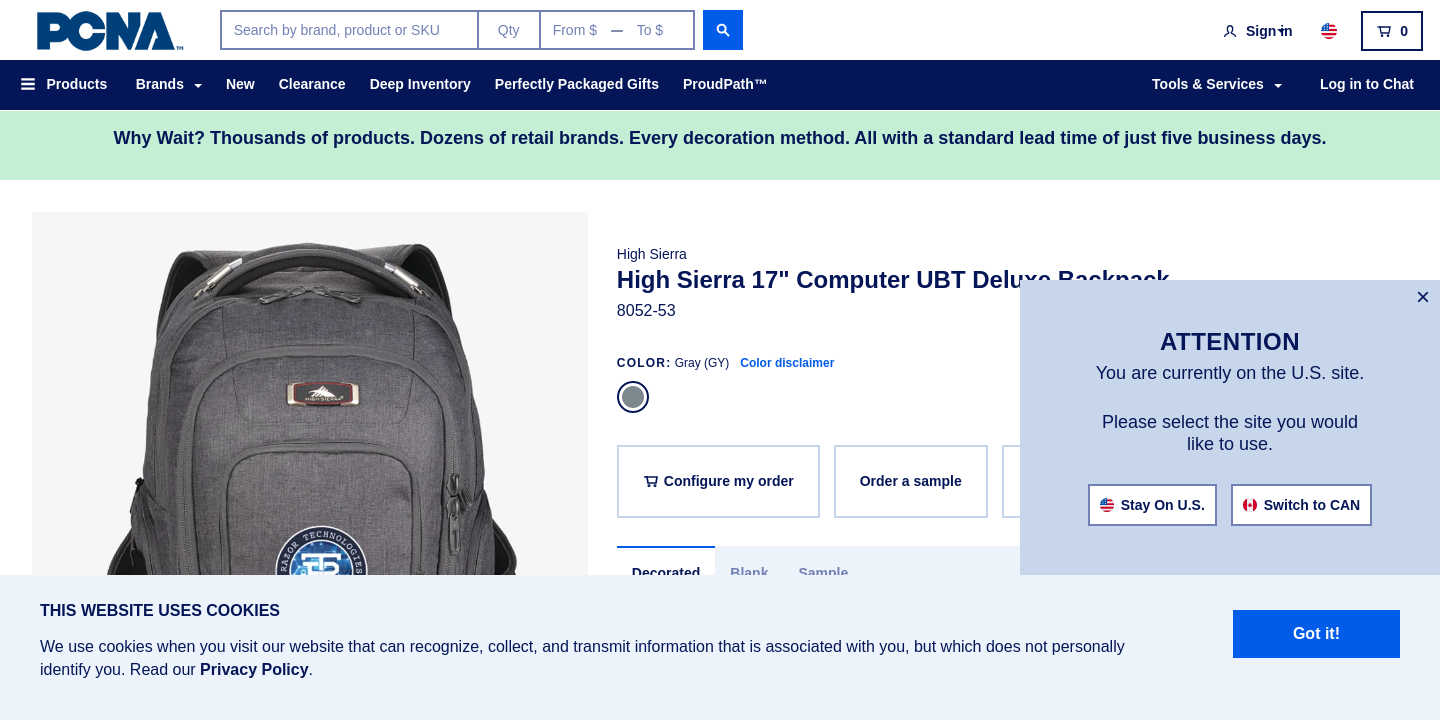 PCNA™
Search by brand, product or SKU
Qty
From $ — To $
Sign in
0
Products
Brands
New
Clearance
Deep Inventory
Perfectly Packaged Gifts
ProudPath™
Tools & Services
Log in to Chat
Why Wait? Thousands of products. Dozens of retail brands. Every decoration method. All with a standard lead time of just five business days.
High Sierra
High Sierra 17" Computer UBT Deluxe Backpack
8052-53
COLOR: Gray (GY) Color disclaimer
Configure my order
Order a sample
Decorated
Blank
Sample
HIGH SIERRA
RAZOR TECHNOLOGIES
×
ATTENTION
You are currently on the U.S. site.
Please select the site you would
like to use.
Stay On U.S.
Switch to CAN
THIS WEBSITE USES COOKIES
We use cookies when you visit our website that can recognize, collect, and transmit information that is associated with you, but which does not personally
identify you. Read our Privacy Policy.
Got it!